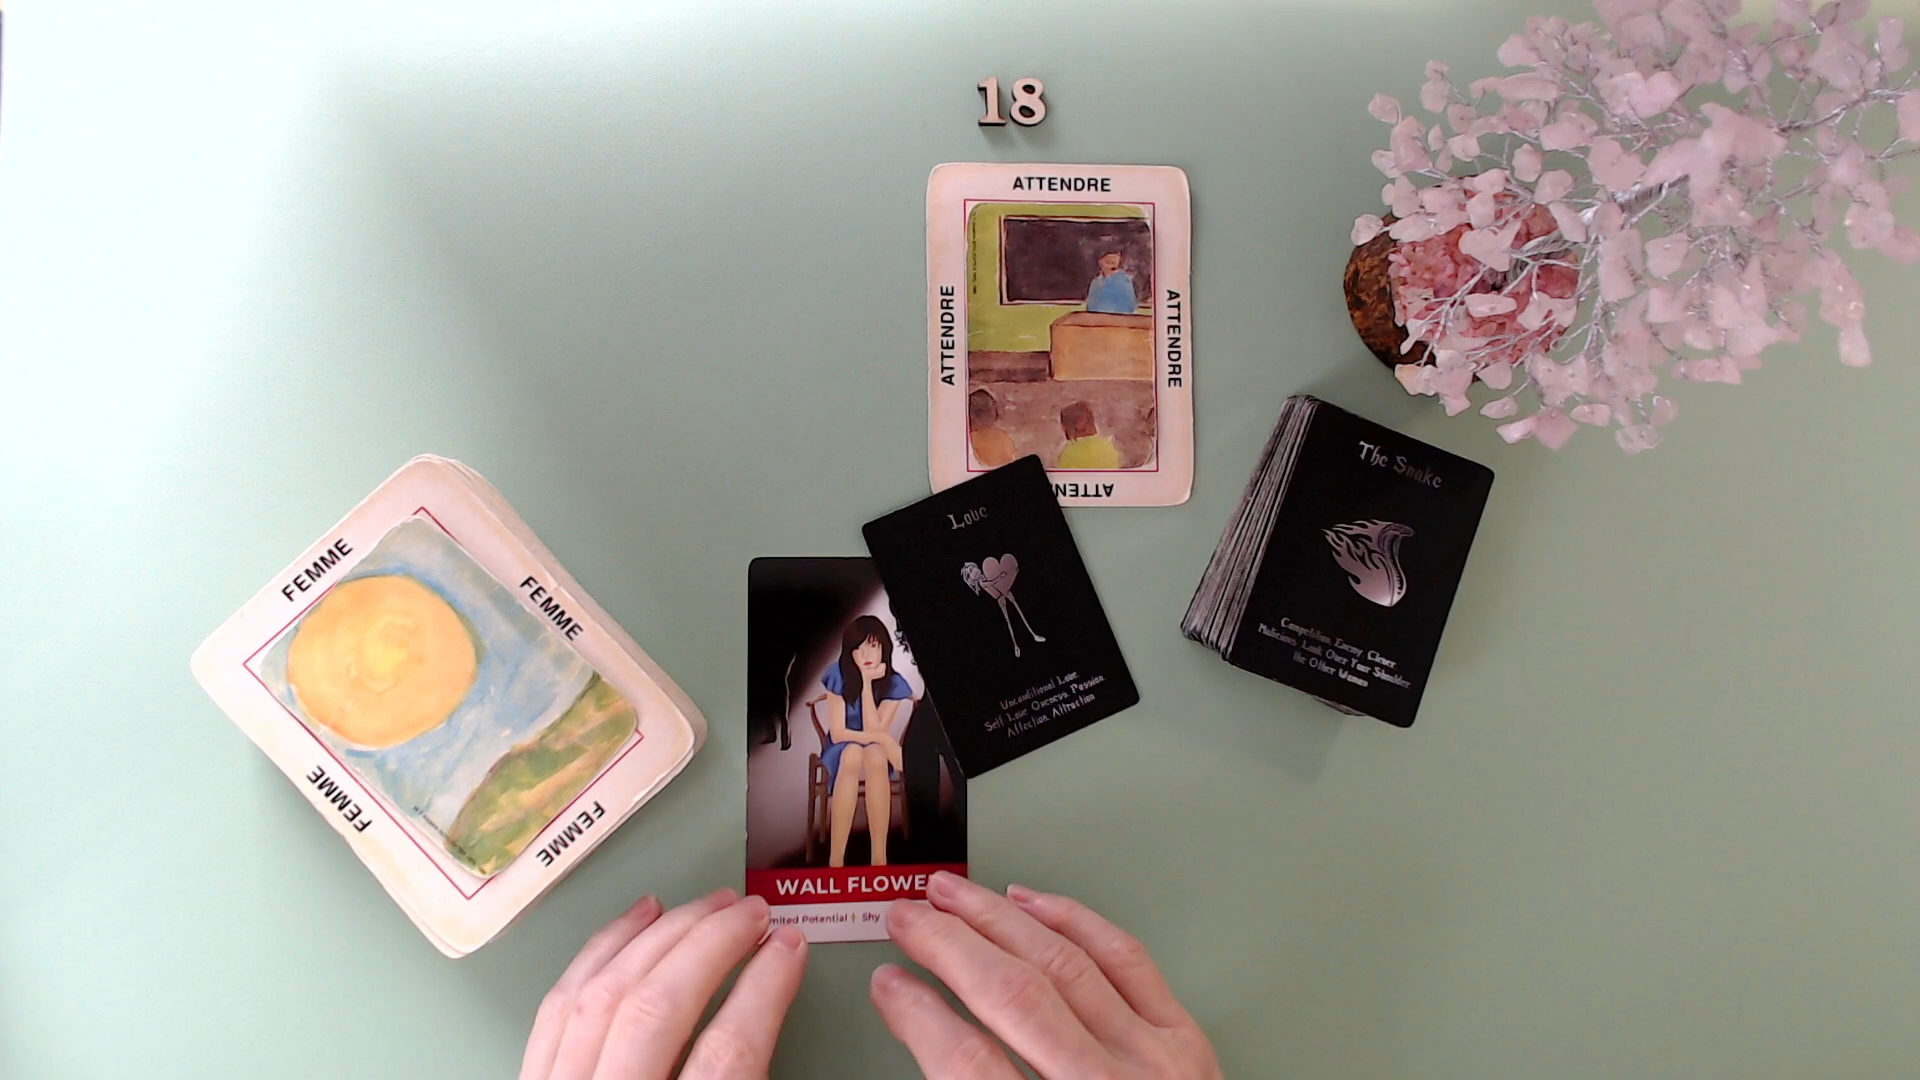 18
ATTENDRE
ATTENDRE
ATTENDRE
ATTEN
Love
Unconditional Love,
Self Love Oneness, Passion,
Affection, Attraction
The Snake
Competition, Enemy, Clever,
Malicious, Look Over Your Shoulder
the Other Woman
FEMME
FEMME
FEMME
FEMME
WALL FLOWE
mited Potential | Shy